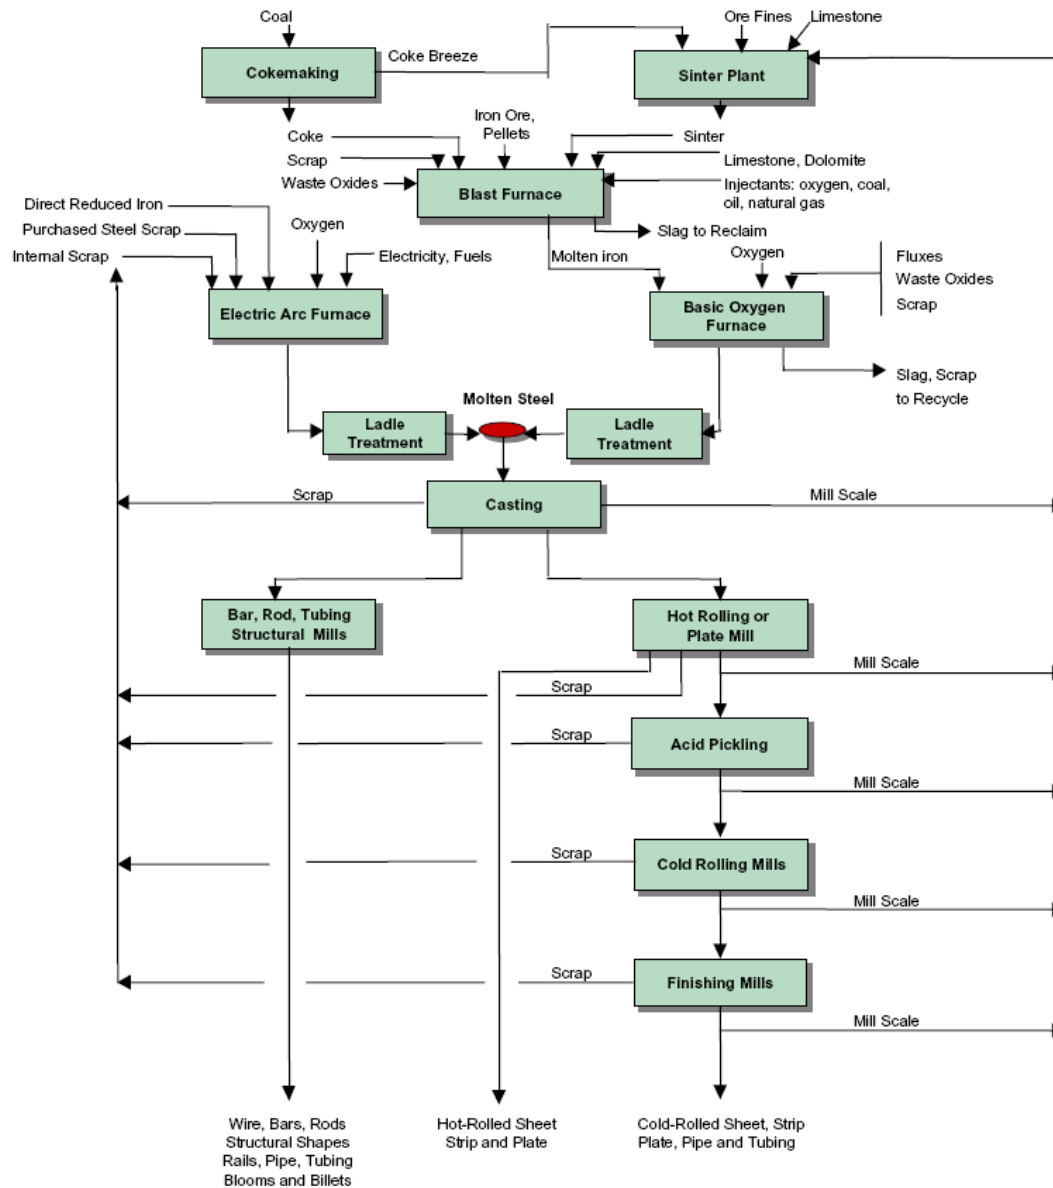 Coal
Ore Fines
Limestone
Coke Breeze
Cokemaking
Sinter Plant
Iron Ore,
Pellets
Coke
Sinter
Scrap
Limestone, Dolomite
Waste Oxides
Blast Furnace
Injectants: oxygen, coal,
oil, natural gas
Direct Reduced Iron
Purchased Steel Scrap
Oxygen
Slag to Reclaim
Internal Scrap
Electricity, Fuels
Molten iron
Oxygen
Fluxes
Waste Oxides
Scrap
Electric Arc Furnace
Basic Oxygen
Furnace
Slag, Scrap
to Recycle
Molten Steel
Ladle
Treatment
Ladle
Treatment
Scrap
Casting
Mill Scale
Bar, Rod, Tubing
Structural Mills
Hot Rolling or
Plate Mill
Mill Scale
Scrap
Scrap
Acid Pickling
Mill Scale
Scrap
Cold Rolling Mills
Mill Scale
Scrap
Finishing Mills
Mill Scale
Wire, Bars, Rods
Structural Shapes
Rails, Pipe, Tubing
Blooms and Billets
Hot-Rolled Sheet
Strip and Plate
Cold-Rolled Sheet, Strip
Plate, Pipe and Tubing